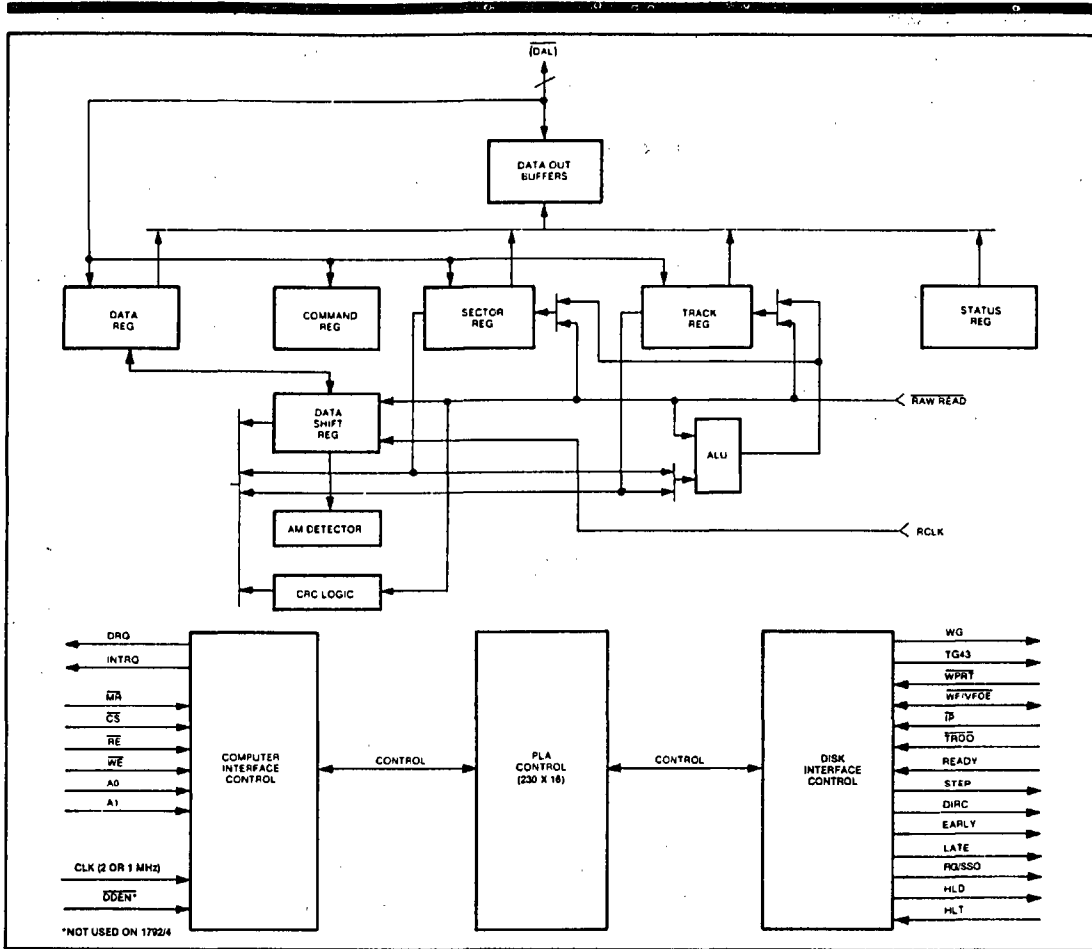 (DAL)
DATA OUT
BUFFERS
DATA
REG
COMMAND
REG
SECTOR
REG
TRACK
REG
STATUS
REG
DATA
SHIFT
REG
RAW READ
ALU
AM DETECTOR
RCLK
CRC LOGIC
DRQ
INTRQ
MR
CS
RE
WE
A0
A1
CLK (2 OR 1 MHz)
DDEN*
*NOT USED ON 1792/4
COMPUTER
INTERFACE
CONTROL
CONTROL
PLA
CONTROL
(230 X 16)
CONTROL
DISK
INTERFACE
CONTROL
WG
TG43
WPRT
WF/VFOE
IP
TROO
READY
STEP
DIRC
EARLY
LATE
RG/SSO
HLD
HLT